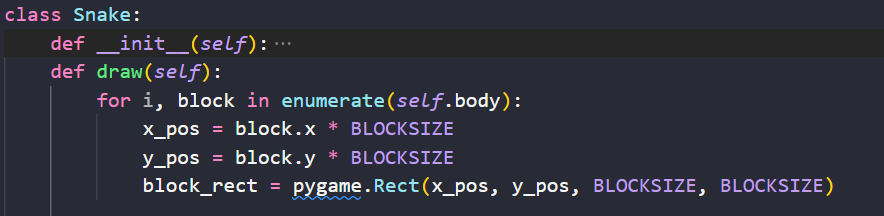 class Snake:
    def __init__(self):···
    def draw(self):
        for i, block in enumerate(self.body):
            x_pos = block.x * BLOCKSIZE
            y_pos = block.y * BLOCKSIZE
            block_rect = pygame.Rect(x_pos, y_pos, BLOCKSIZE, BLOCKSIZE)